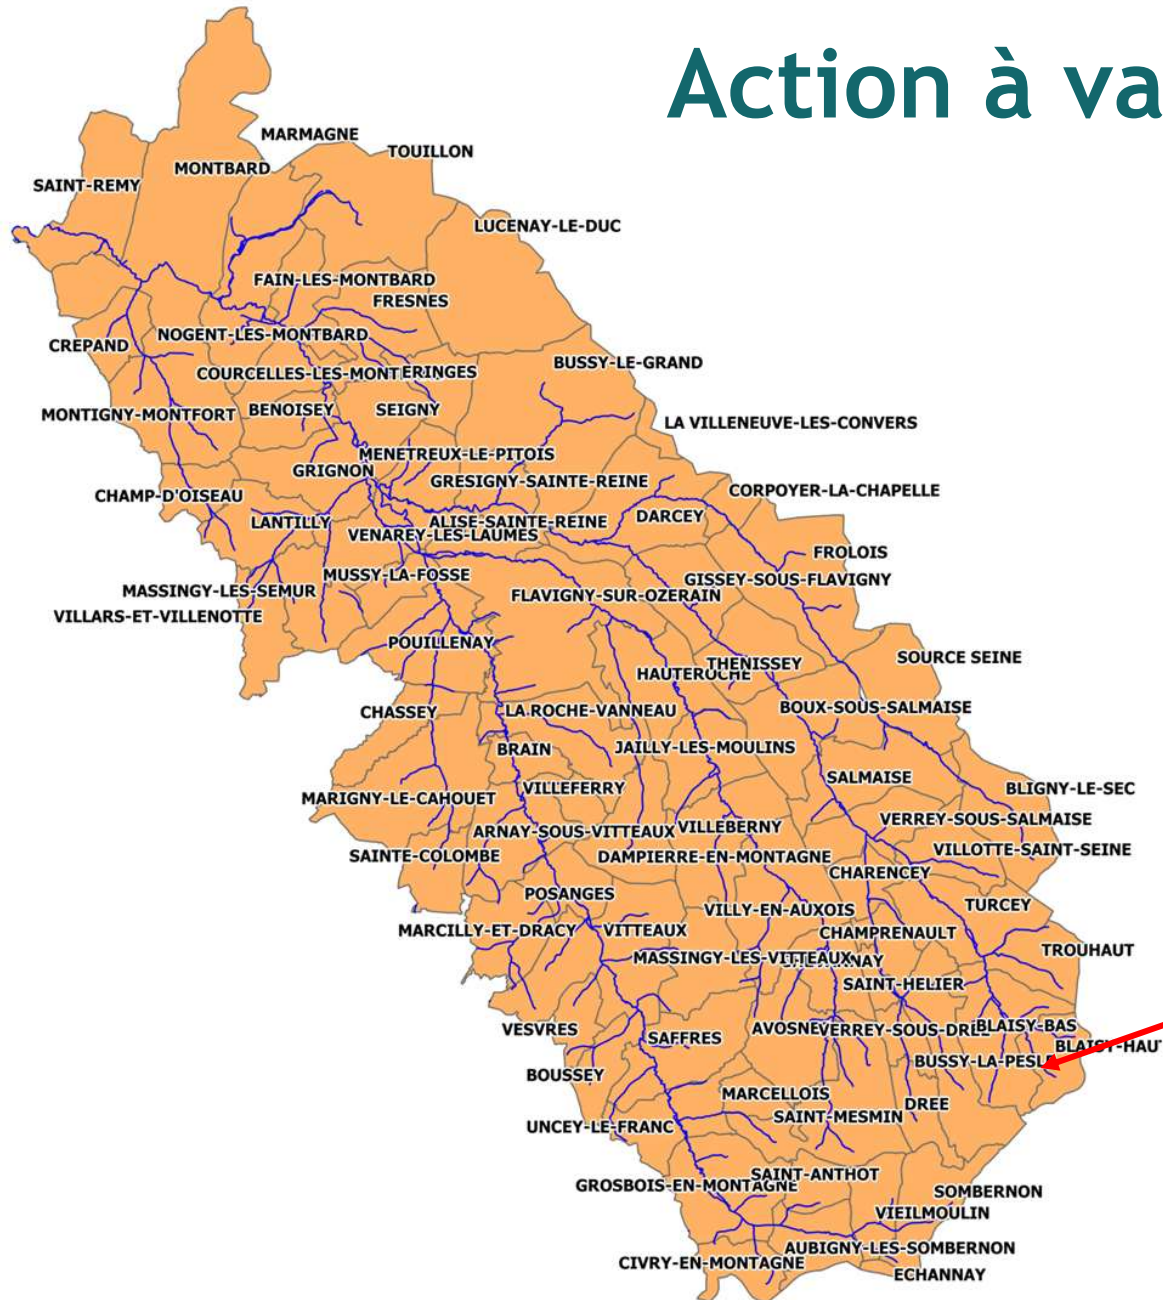 Action à va
MARMAGNE
TOUILLON
MONTBARD
SAINT-REMY
LUCENAY-LE-DUC
FAIN-LES-MONTBARD
FRESNES
NOGENT-LES-MONTBARD
CREPAND
BUSSY-LE-GRAND
COURCELLES-LES-MONT
ERINGES
MONTIGNY-MONTFORT
BENOISEY
SEIGNY
LA VILLENEUVE-LES-CONVERS
MENETREUX-LE-PITOIS
GRIGNON
GRESIGNY-SAINTE-REINE
CORPOYER-LA-CHAPELLE
CHAMP-D'OISEAU
LANTILLY
ALISE-SAINTE-REINE
DARCEY
VENAREY-LES-LAUMES
FROLOIS
MUSSY-LA-FOSSE
GISSEY-SOUS-FLAVIGNY
MASSINGY-LES-SEMUR
FLAVIGNY-SUR-OZERAIN
VILLARS-ET-VILLENOTTE
POUILLENAY
SOURCE SEINE
THENISSEY
HAUTEROCHE
CHASSEY
LA ROCHE-VANNEAU
BOUX-SOUS-SALMAISE
BRAIN
JAILLY-LES-MOULINS
SALMAISE
VILLEFERRY
BLIGNY-LE-SEC
MARIGNY-LE-CAHOUET
VERREY-SOUS-SALMAISE
ARNAY-SOUS-VITTEAUX
VILLEBERNY
SAINTE-COLOMBE
DAMPIERRE-EN-MONTAGNE
VILLOTTE-SAINT-SEINE
CHARENCEY
POSANGES
VILLY-EN-AUXOIS
TURCEY
MARCILLY-ET-DRACY
VITTEAUX
CHAMPRENAULT
TROUHAUT
MASSINGY-LES-VITTEAUX
NAY
SAINT-HELIER
VESVRES
SAFFRES
AVOSNE
VERREY-SOUS-DRE
BLAISY-BAS
BLAISY-HAU
BUSSY-LA-PESL
BOUSSEY
MARCELLOIS
DREE
SAINT-MESMIN
UNCEY-LE-FRANC
SAINT-ANTHOT
GROSBOIS-EN-MONTAGNE
SOMBERNON
VIEILMOULIN
AUBIGNY-LES-SOMBERNON
CIVRY-EN-MONTAGNE
ECHANNAY